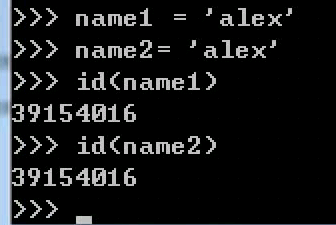 >>> name1 = 'alex'
>>> name2= 'alex'
>>> id(name1)
39154016
>>> id(name2)
39154016
>>>